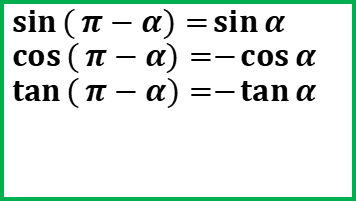 sin ( π − α ) = sin α
cos ( π − α ) =− cos α
tan ( π − α ) =− tan α